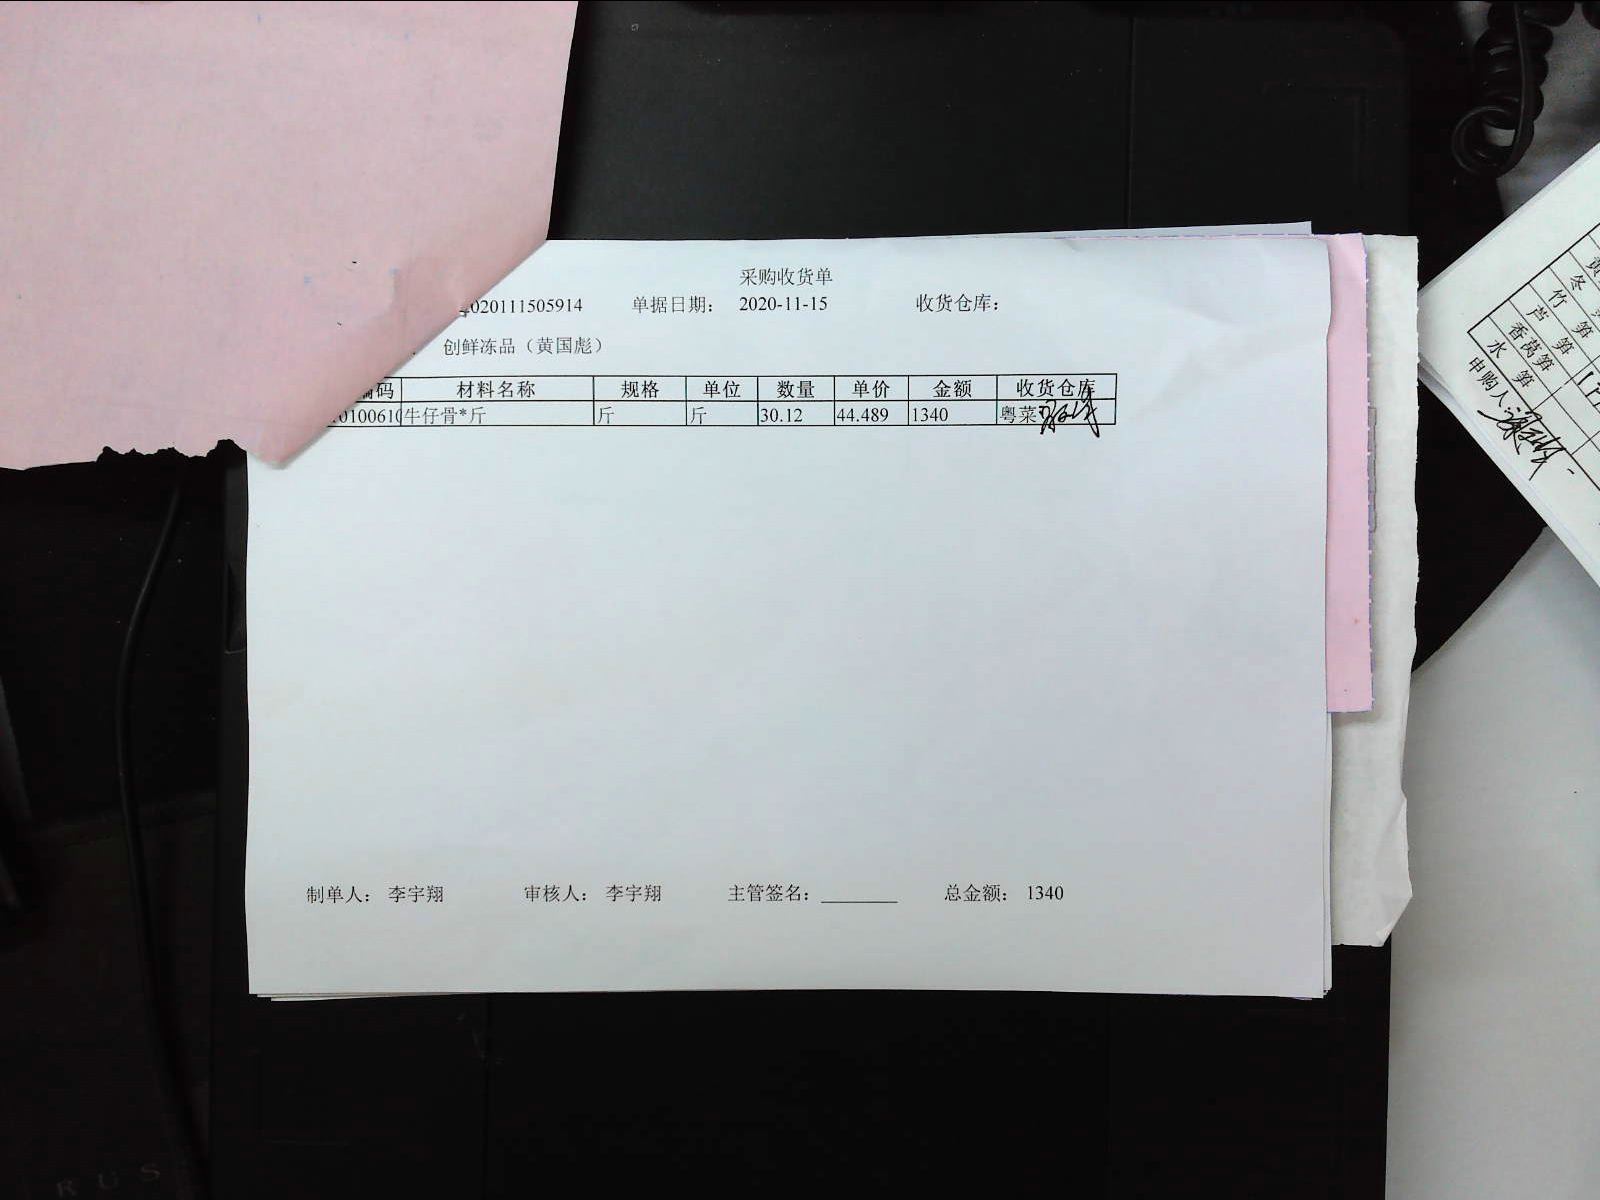 采购收货单
020111505914 单据日期： 2020-11-15 收货仓库：
创鲜冻品（黄国彪）
编码 材料名称 规格 单位 数量 单价 金额 收货仓库
0100610 牛仔骨*斤 斤 斤 30.12 44.489 1340 粤菜
制单人： 李宇翔 审核人： 李宇翔 主管签名：________ 总金额： 1340
冬
竹 笋
芦 笋
香莴笋
水 笋
申购人
RUS